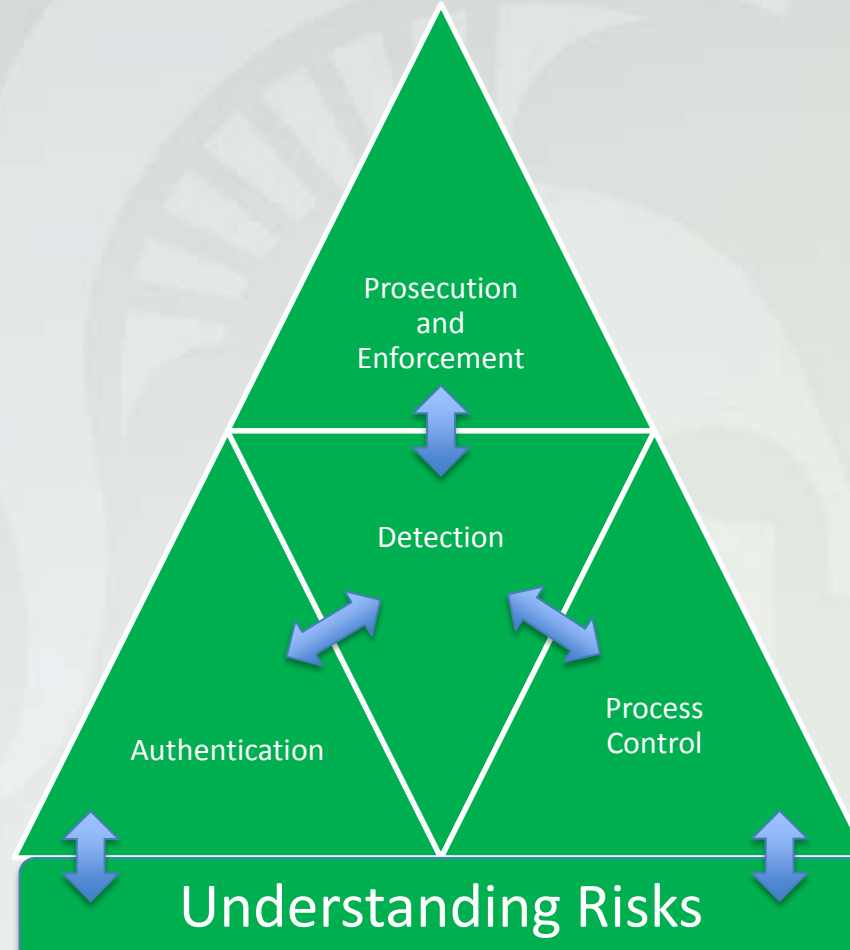 Prosecution
and
Enforcement
Detection
Authentication
Process
Control
Understanding Risks